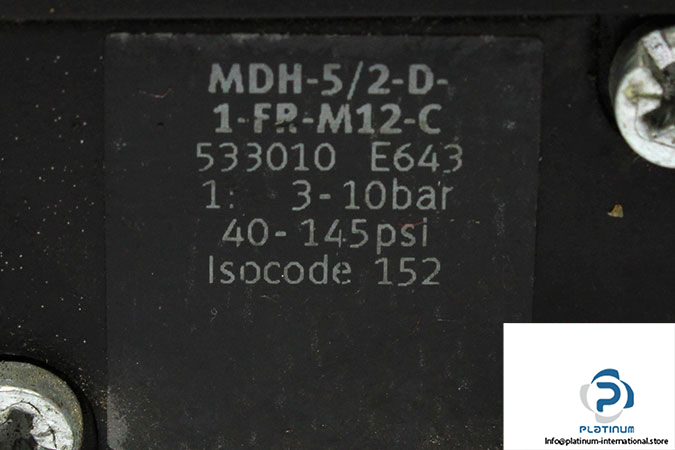 MDH-5/2-D-
1-FR-M12-C
533010 E643
1: 3-10bar
40-145psi
Isocode 152
PLATINUM
Info@platinum-international.store